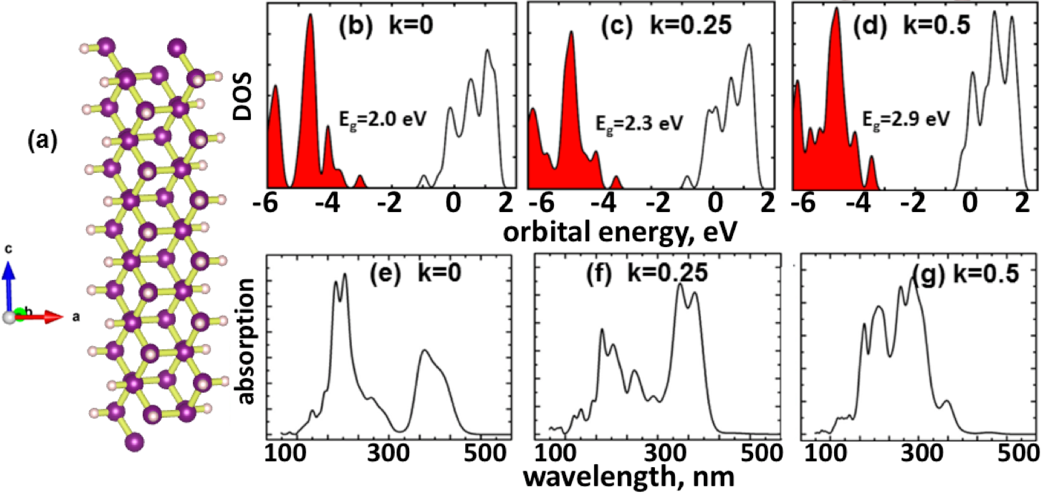 (a)
c
b
a
DOS
(b) k=0
E_g=2.0 eV
-6 -4 -2 0 2
(c) k=0.25
E_g=2.3 eV
-6 -4 -2 0 2
(d) k=0.5
E_g=2.9 eV
-6 -4 -2 0 2
orbital energy, eV
absorption
(e) k=0
100 300 500
(f) k=0.25
100 300 500
(g) k=0.5
100 300 500
wavelength, nm